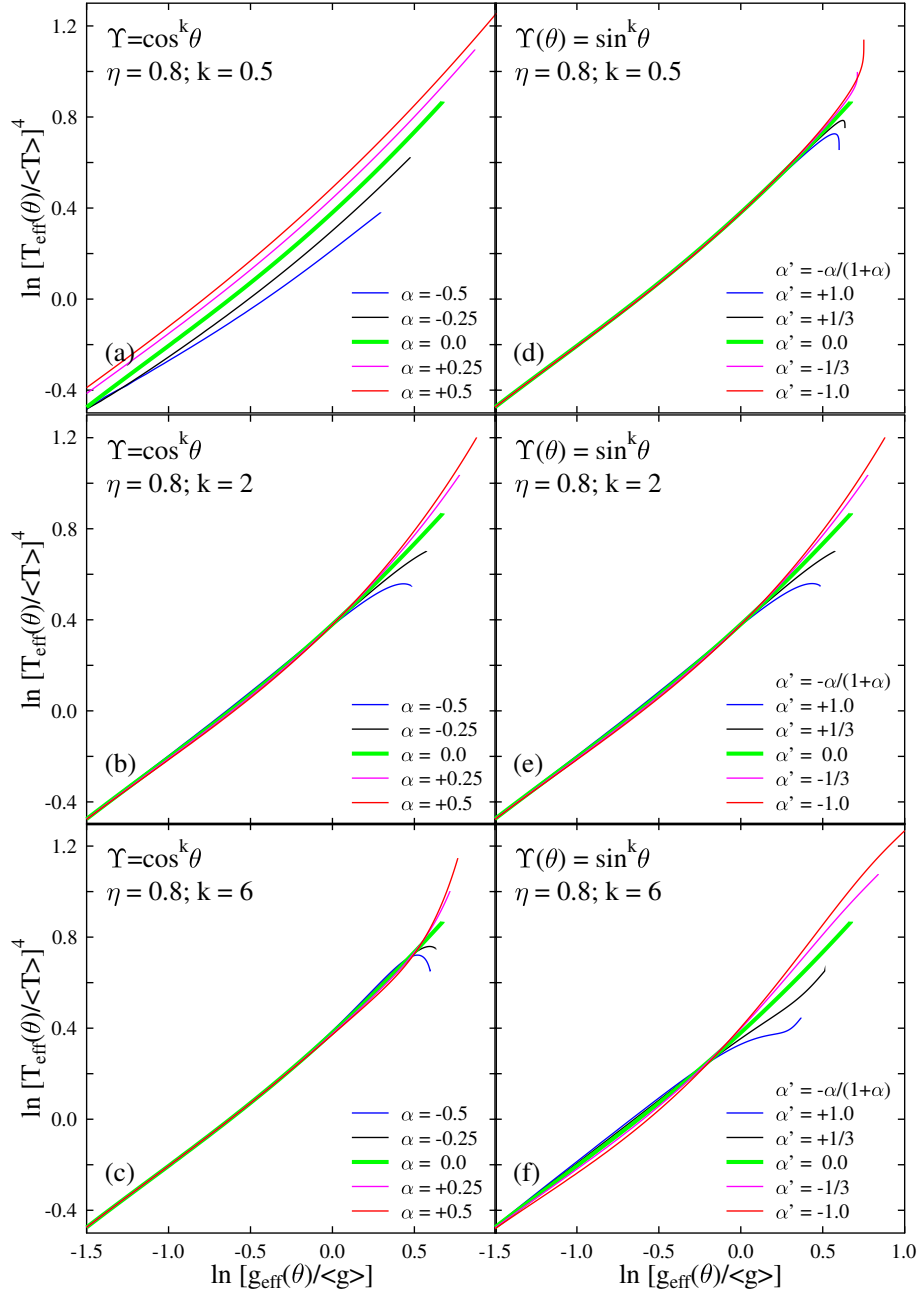 ϒ=cos^k θ
η = 0.8; k = 0.5
ln [T_eff(θ)/<T>]^4
1.2
0.8
0.4
0.0
-0.4
(a)
α = -0.5
α = -0.25
α = 0.0
α = +0.25
α = +0.5
ϒ(θ) = sin^k θ
η = 0.8; k = 0.5
(d)
α' = -α/(1+α)
α' = +1.0
α' = +1/3
α' = 0.0
α' = -1/3
α' = -1.0
ϒ=cos^k θ
η = 0.8; k = 2
ln [T_eff(θ)/<T>]^4
1.2
0.8
0.4
0.0
-0.4
(b)
α = -0.5
α = -0.25
α = 0.0
α = +0.25
α = +0.5
ϒ(θ) = sin^k θ
η = 0.8; k = 2
(e)
α' = -α/(1+α)
α' = +1.0
α' = +1/3
α' = 0.0
α' = -1/3
α' = -1.0
ϒ=cos^k θ
η = 0.8; k = 6
ln [T_eff(θ)/<T>]^4
1.2
0.8
0.4
0.0
-0.4
(c)
α = -0.5
α = -0.25
α = 0.0
α = +0.25
α = +0.5
-1.5 -1.0 -0.5 0.0 0.5
ln [g_eff(θ)/<g>]
ϒ(θ) = sin^k θ
η = 0.8; k = 6
(f)
α' = -α/(1+α)
α' = +1.0
α' = +1/3
α' = 0.0
α' = -1/3
α' = -1.0
-1.5 -1.0 -0.5 0.0 0.5 1.0
ln [g_eff(θ)/<g>]